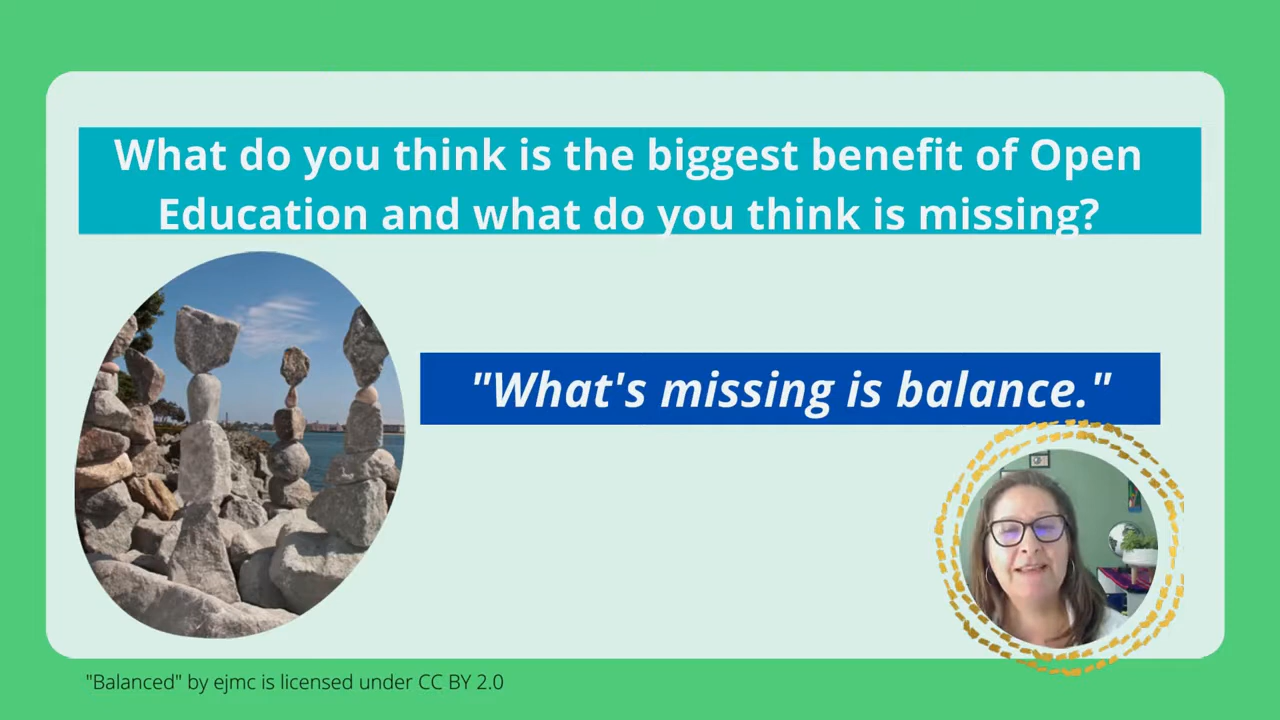 What do you think is the biggest benefit of Open
Education and what do you think is missing?
"What's missing is balance."
"Balanced" by ejmc is licensed under CC BY 2.0